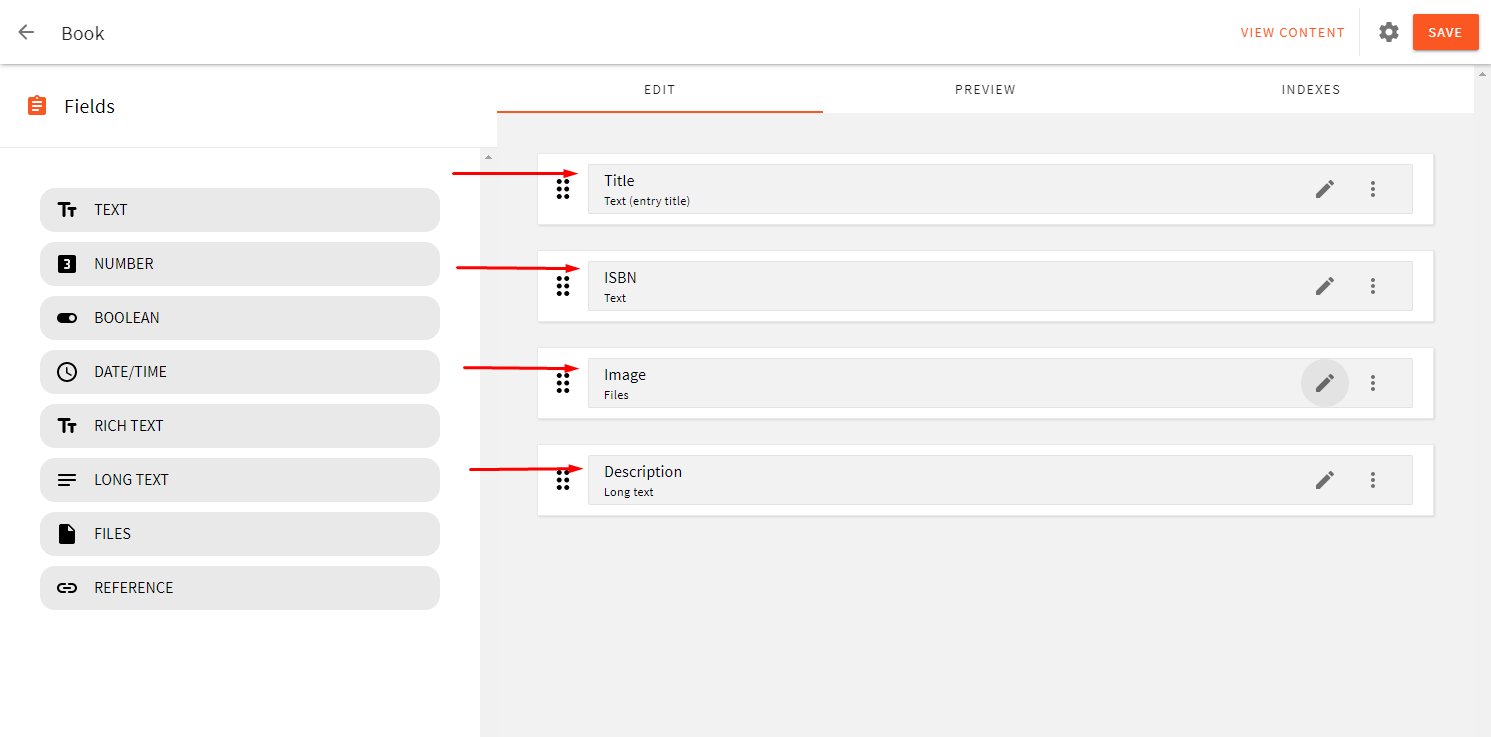 Book
VIEW CONTENT
SAVE
Fields
EDIT
PREVIEW
INDEXES
TEXT
NUMBER
BOOLEAN
DATE/TIME
RICH TEXT
LONG TEXT
FILES
REFERENCE
Title
Text (entry title)
ISBN
Text
Image
Files
Description
Long text